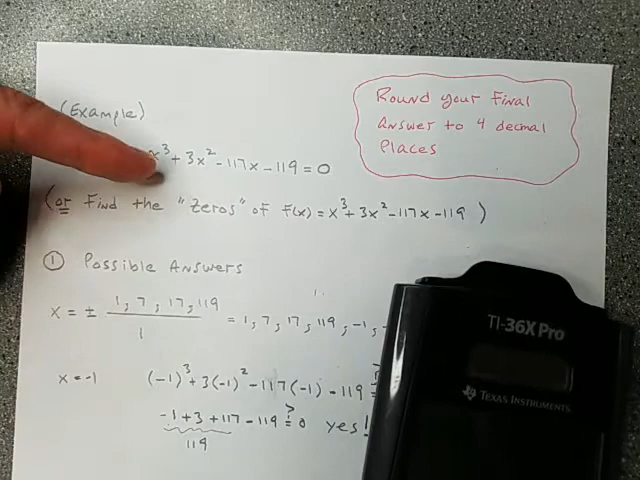 (Example)
Round your Final
Answer to 4 decimal
Places
x³ + 3x² - 117x - 119 = 0
(or Find the "zeros" of f(x) = x³ + 3x² - 117x - 119)
① Possible Answers
x = ± 1, 7, 17, 119 / 1 = 1, 7, 17, 119, -1, -
x = -1 (-1)³ + 3(-1)² - 117(-1) - 119 =
-1 + 3 + 117 - 119 ≟ 0 yes!
119
TI-36X Pro
TEXAS INSTRUMENTS